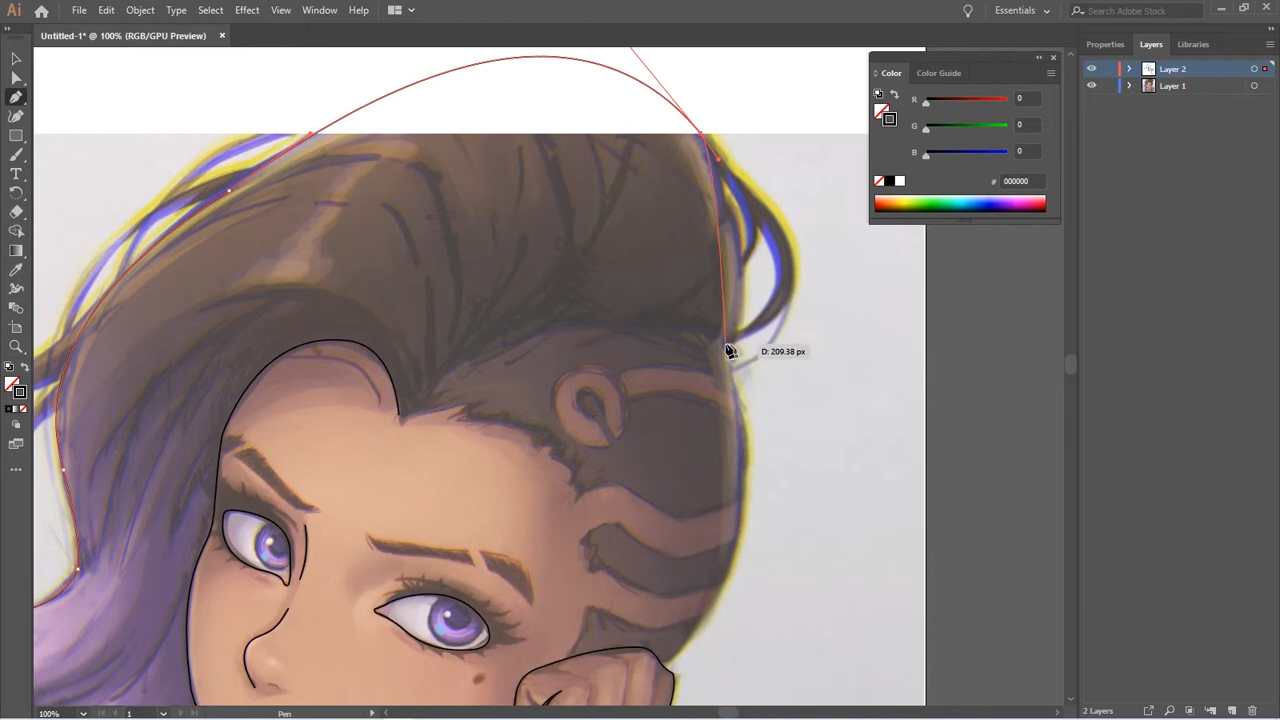 Ai File Edit Object Type Select Effect View Window Help Essentials Search Adobe Stock
Untitled-1* @ 100% (RGB/GPU Preview) ×
Color Color Guide
R 0
G 0
B 0
# 000000
Properties Layers Libraries
Layer 2
Layer 1
D: 209.38 px
100% 1 Pen
2 Layers